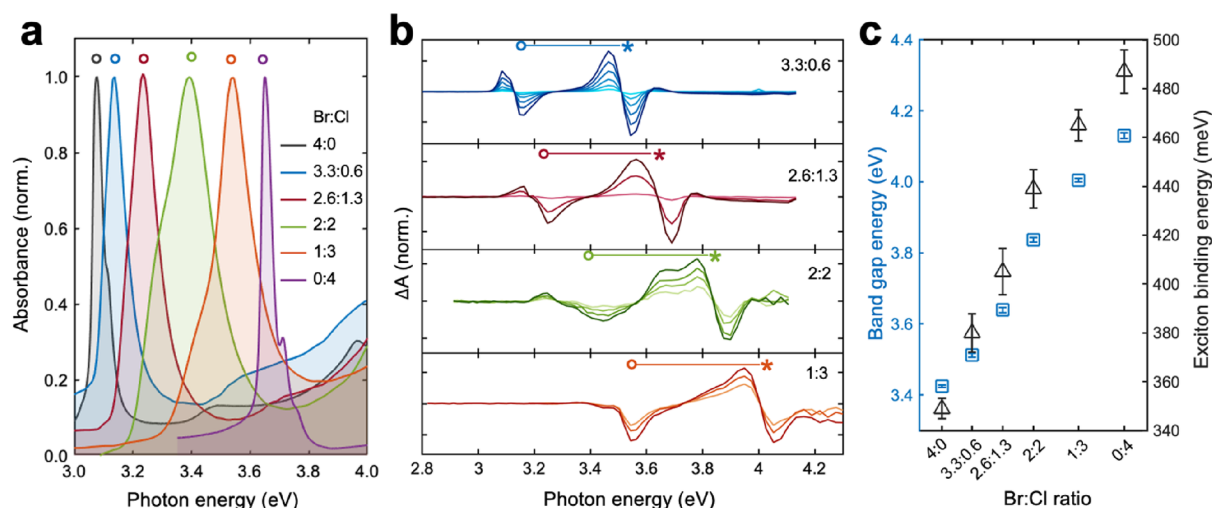 a
Absorbance (norm.)
1.0
0.8
0.6
0.4
0.2
0.0
Br:Cl
4:0
3.3:0.6
2.6:1.3
2:2
1:3
0:4
3.0 3.2 3.4 3.6 3.8 4.0
Photon energy (eV)
b
ΔA (norm.)
3.3:0.6
*
2.6:1.3
*
2:2
*
1:3
*
2.8 3.1 3.4 3.6 4 4.2
Photon energy (eV)
c
Band gap energy (eV)
4.4
4.2
4.0
3.8
3.6
3.4
500
480
460
440
420
400
380
360
340
Exciton binding energy (meV)
4:0 3.3:0.6 2.6:1.3 2:2 1:3 0:4
Br:Cl ratio